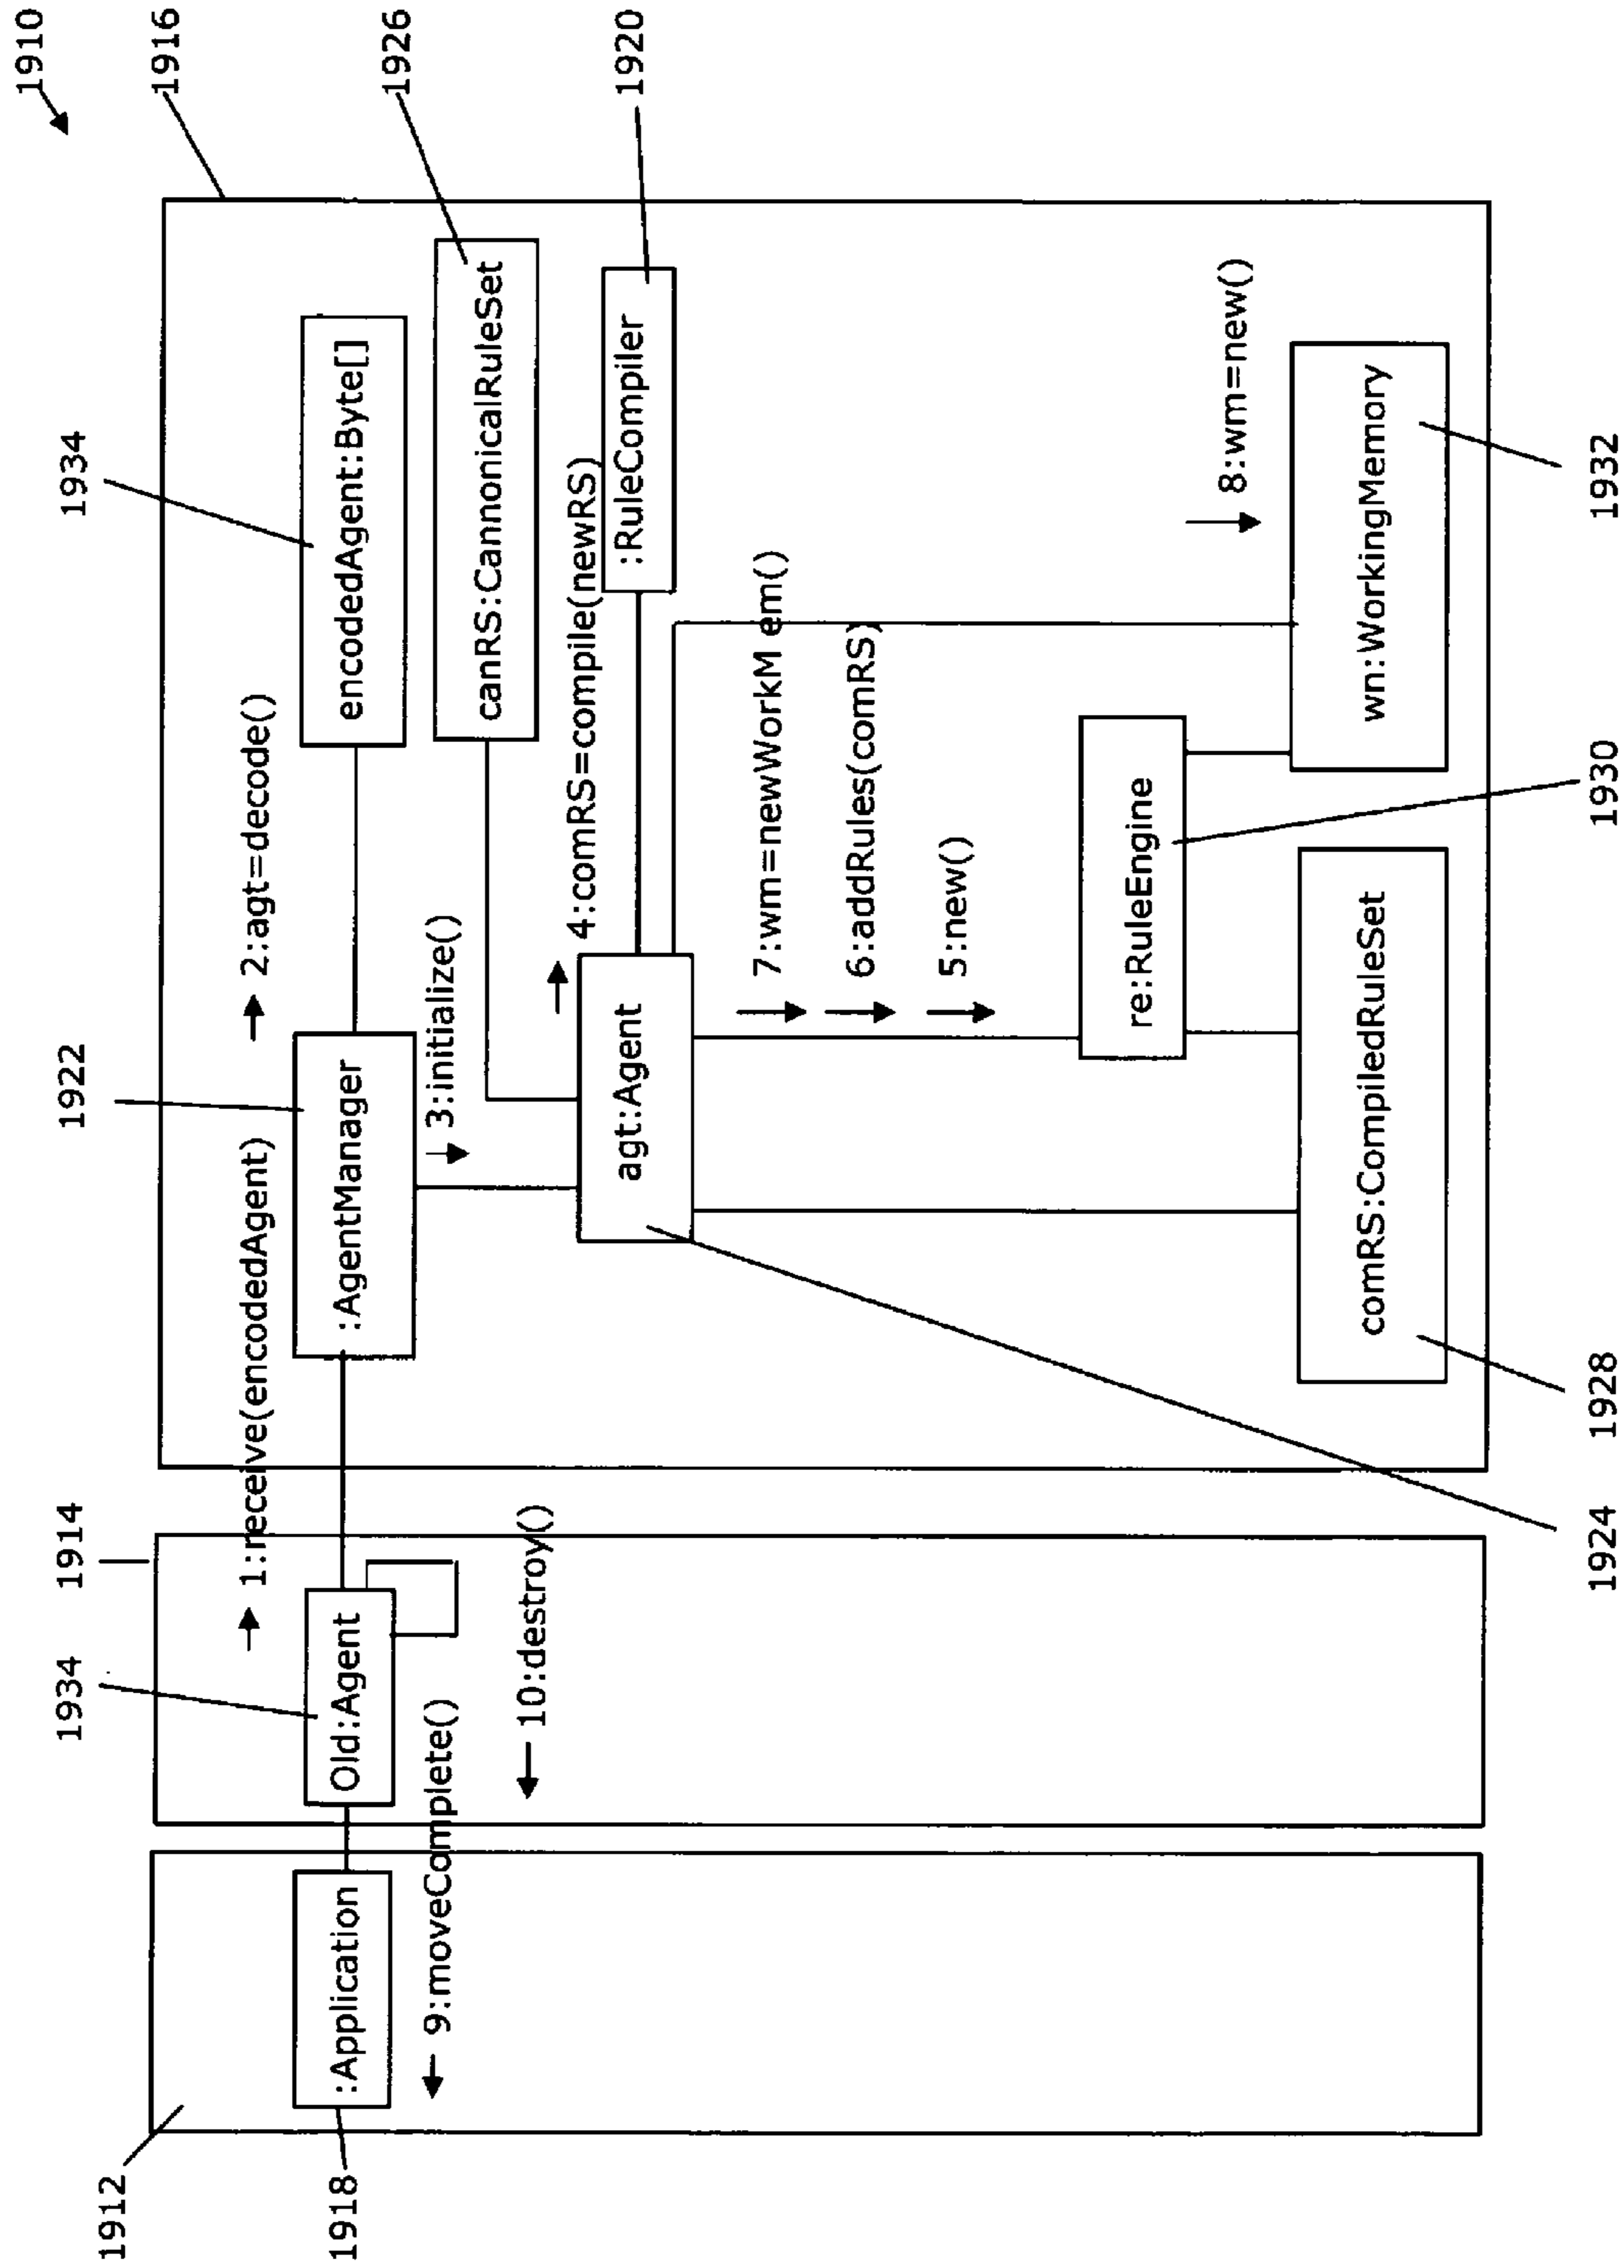 1910
1916
1926
1920
1934
1922
1914
1934
1912
1918
1:receive(encodedAgent)
2:agt=decode()
:Application
Old:Agent
:AgentManager
encodedAgent:Byte[]
9:moveComplete()
10:destroy()
3:initialize()
canRS:CannonicalRuleSet
4:comRS=compile(newRS)
agt:Agent
:RuleCompiler
7:wm=newWorkM em()
6:addRules(comRS)
5:new()
re:RuleEngine
8:wm=new()
comRS:CompiledRuleSet
wn:WorkingMemory
1924
1928
1930
1932